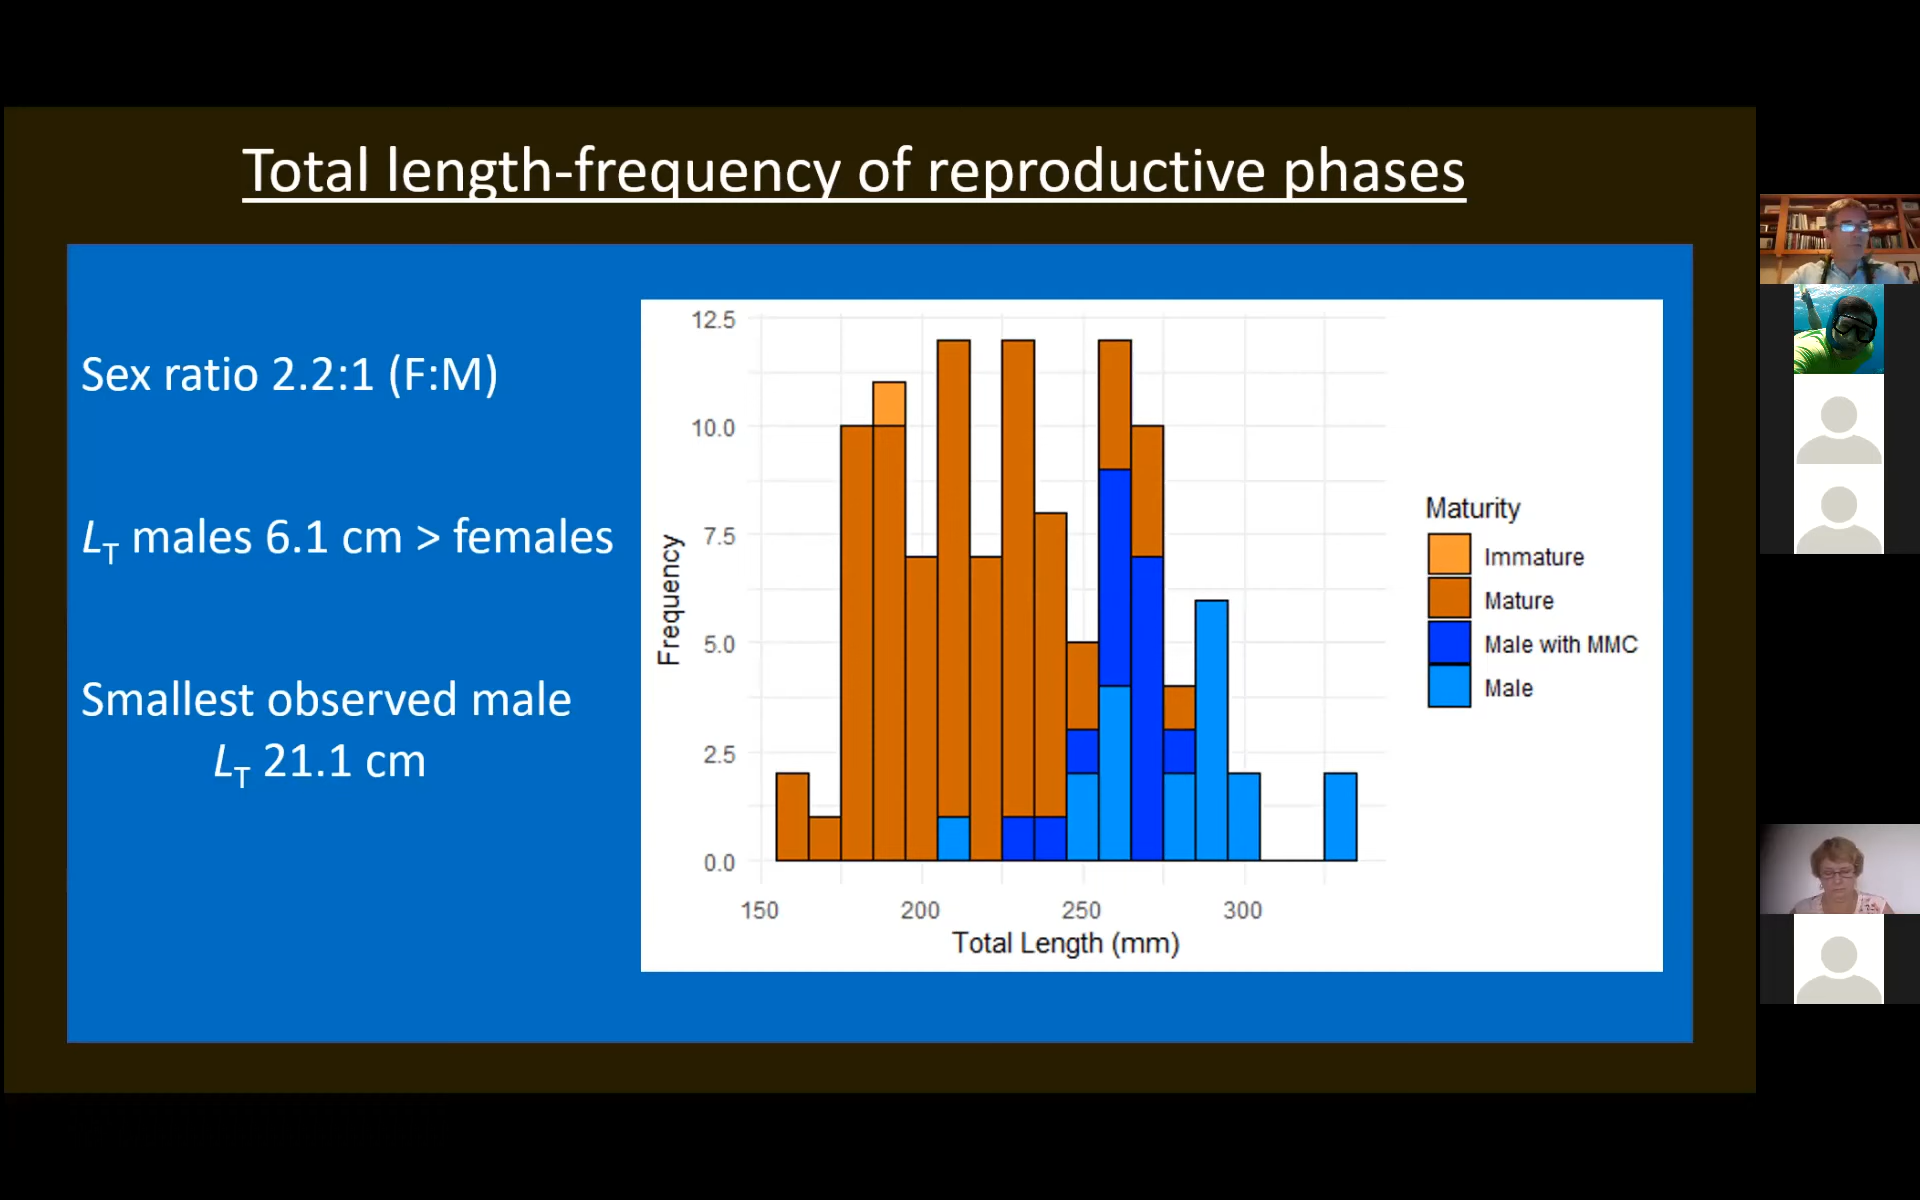 Total length-frequency of reproductive phases
Sex ratio 2.2:1 (F:M)
LT males 6.1 cm > females
Smallest observed male
LT 21.1 cm
12.5
10.0
7.5
5.0
2.5
0.0
Frequency
150 200 250 300
Total Length (mm)
Maturity
Immature
Mature
Male with MMC
Male